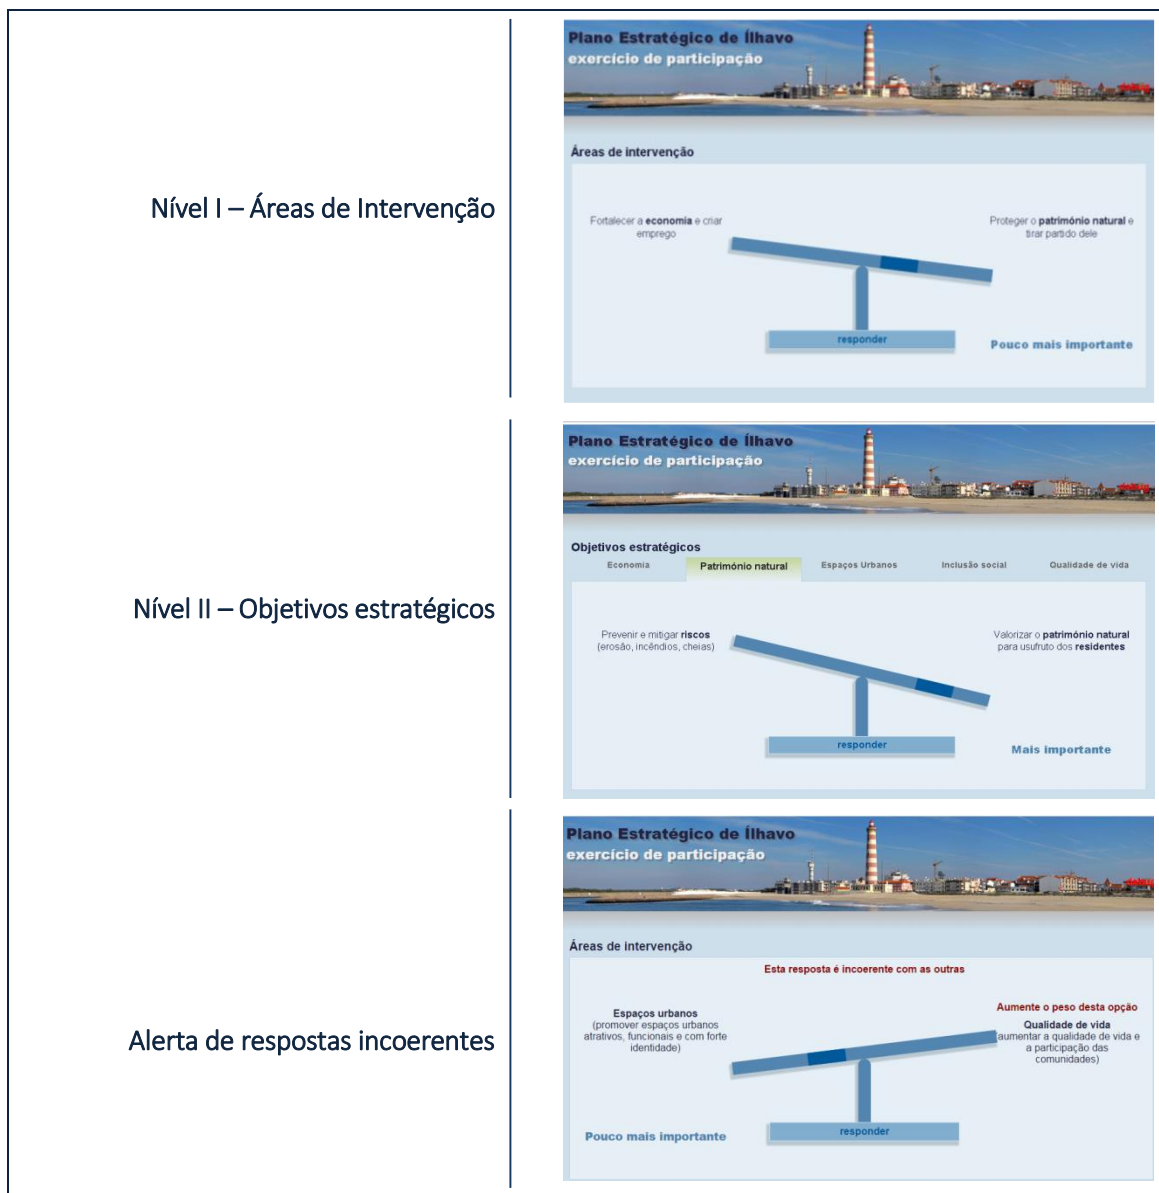 Nível I – Áreas de Intervenção
Plano Estratégico de Ílhavo
exercício de participação
Áreas de intervenção
Fortalecer a economia e criar
emprego
Proteger o património natural e
tirar partido dele
responder
Pouco mais importante
Nível II – Objetivos estratégicos
Plano Estratégico de Ílhavo
exercício de participação
Objetivos estratégicos
Economia
Património natural
Espaços Urbanos
Inclusão social
Qualidade de vida
Prevenir e mitigar riscos
(erosão, incêndios, cheias)
Valorizar o património natural
para usufruto dos residentes
responder
Mais importante
Alerta de respostas incoerentes
Plano Estratégico de Ílhavo
exercício de participação
Áreas de intervenção
Esta resposta é incoerente com as outras
Espaços urbanos
(promover espaços urbanos
atrativos, funcionais e com forte
identidade)
Aumente o peso desta opção
Qualidade de vida
(aumentar a qualidade de vida e
a participação das
comunidades)
Pouco mais importante
responder